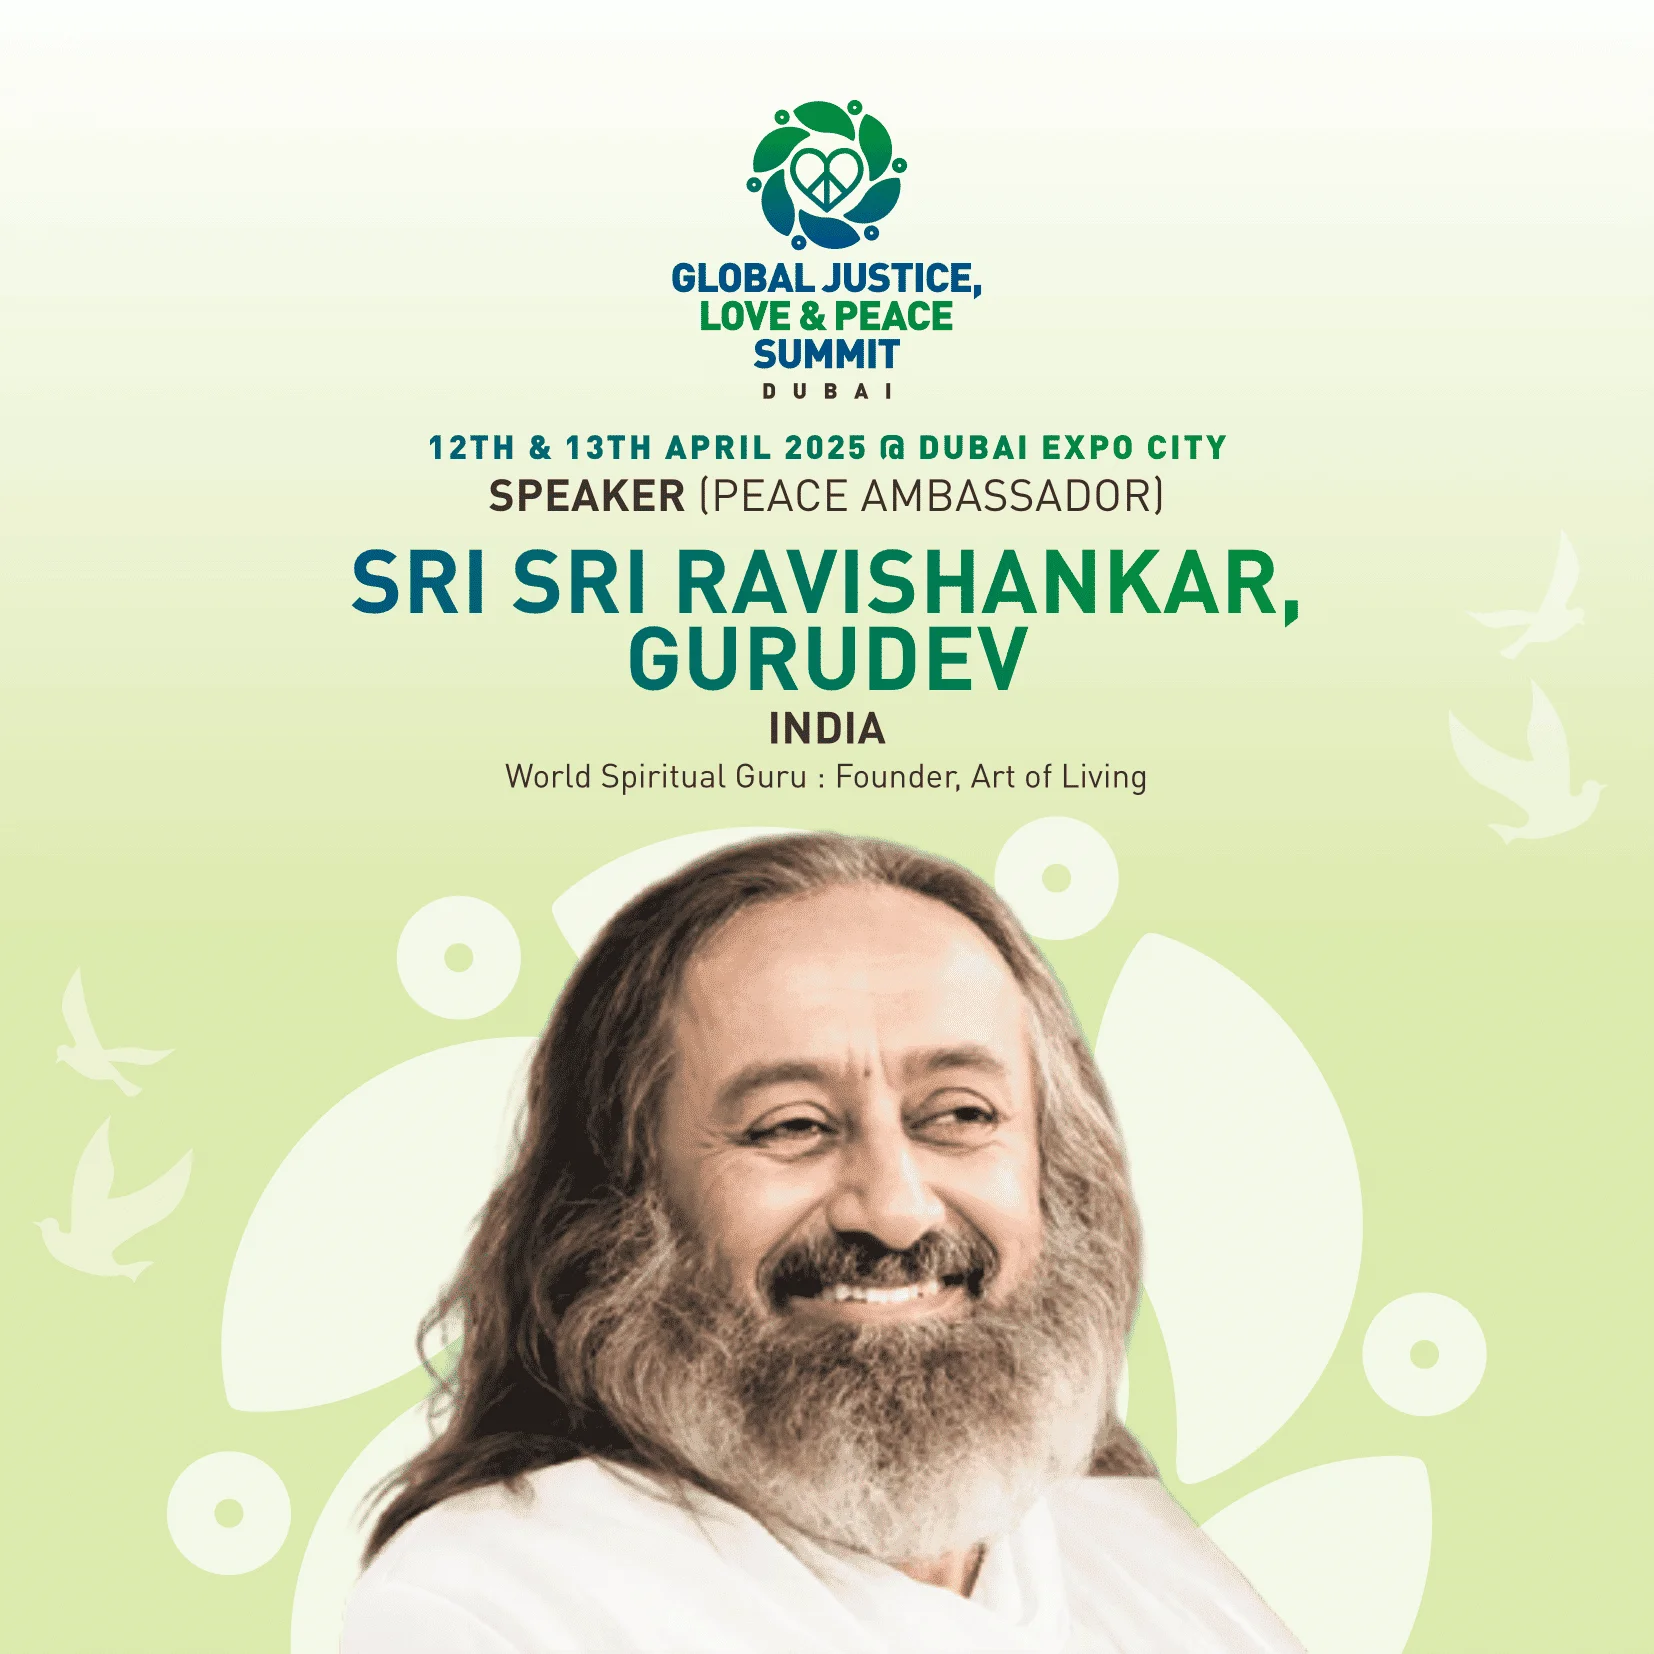 GLOBAL JUSTICE,
LOVE & PEACE
SUMMIT
DUBAI
12TH & 13TH APRIL 2025 @ DUBAI EXPO CITY
SPEAKER (PEACE AMBASSADOR)
SRI SRI RAVISHANKAR,
GURUDEV
INDIA
World Spiritual Guru : Founder, Art of Living